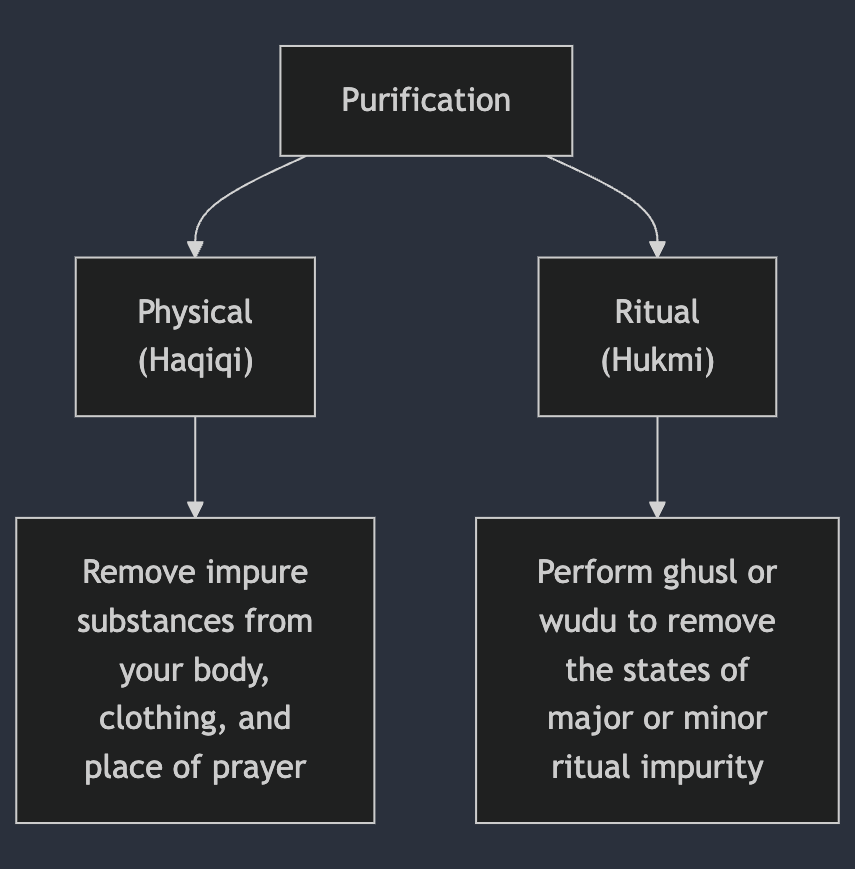 Purification
Physical
(Haqiqi)
Ritual
(Hukmi)
Remove impure
substances from
your body,
clothing, and
place of prayer
Perform ghusl or
wudu to remove
the states of
major or minor
ritual impurity